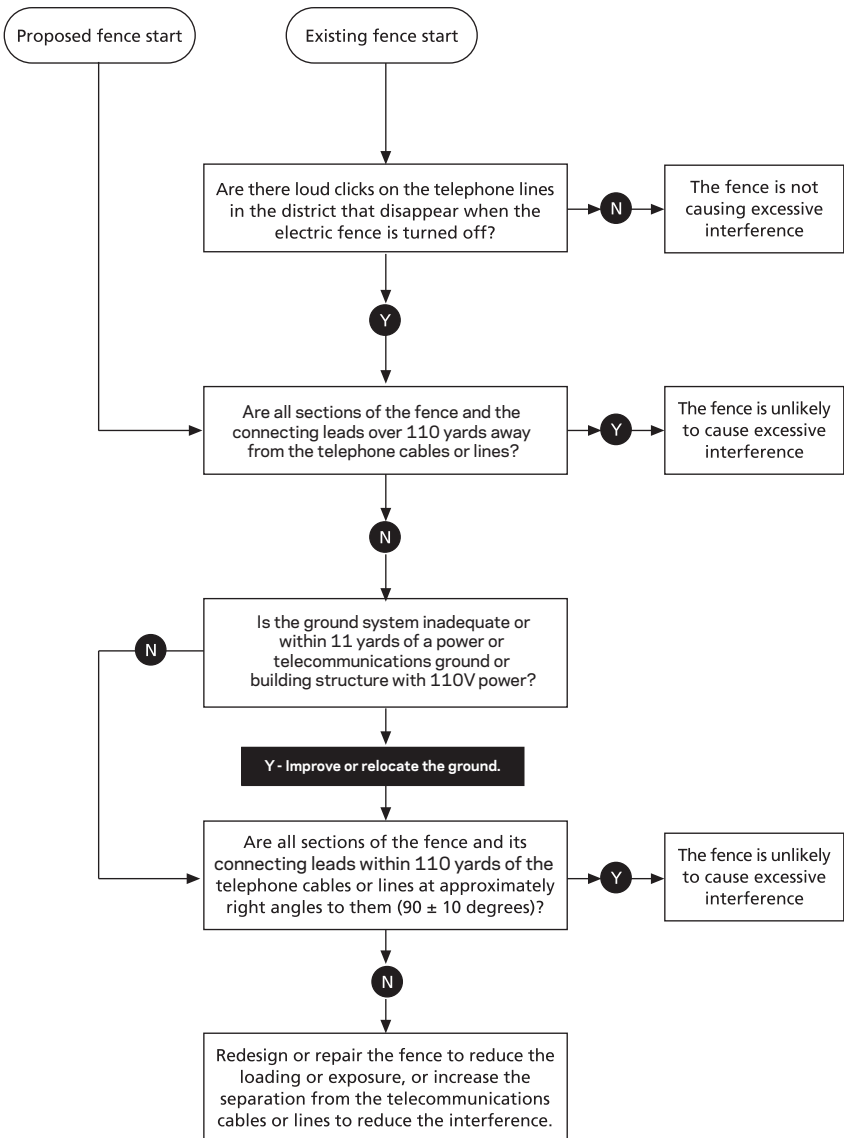 Proposed fence start
Existing fence start
Are there loud clicks on the telephone lines
in the district that disappear when the
electric fence is turned off?
N
The fence is not
causing excessive
interference
Y
Are all sections of the fence and the
connecting leads over 110 yards away
from the telephone cables or lines?
Y
The fence is unlikely
to cause excessive
interference
N
Is the ground system inadequate or
within 11 yards of a power or
telecommunications ground or
building structure with 110V power?
N
Y - Improve or relocate the ground.
Are all sections of the fence and its
connecting leads within 110 yards of the
telephone cables or lines at approximately
right angles to them (90 ± 10 degrees)?
Y
The fence is unlikely
to cause excessive
interference
N
Redesign or repair the fence to reduce the
loading or exposure, or increase the
separation from the telecommunications
cables or lines to reduce the interference.